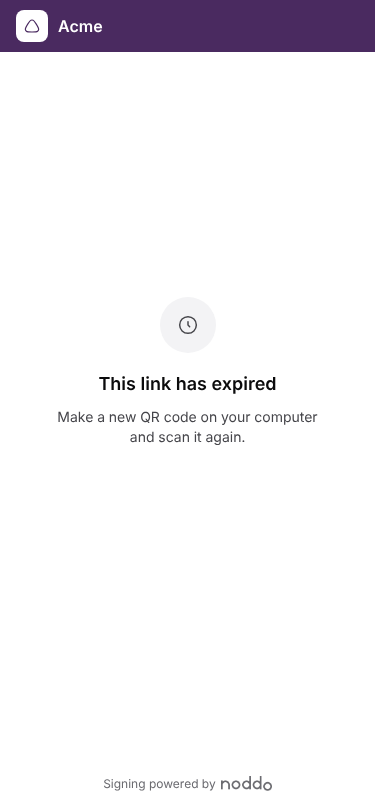 Acme
This link has expired
Make a new QR code on your computer
and scan it again.
Signing powered by noddo